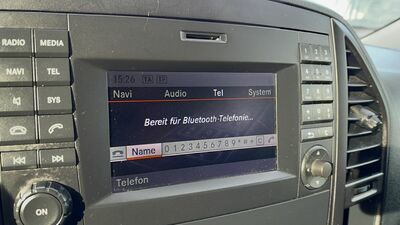 RADIO MEDIA
NAVI TEL
SYS
15:26 TA TP
Navi Audio Tel System
Bereit für Bluetooth-Telefonie...
Name 0 1 2 3 4 5 6 7 8 9 * # + C
Telefon
ON